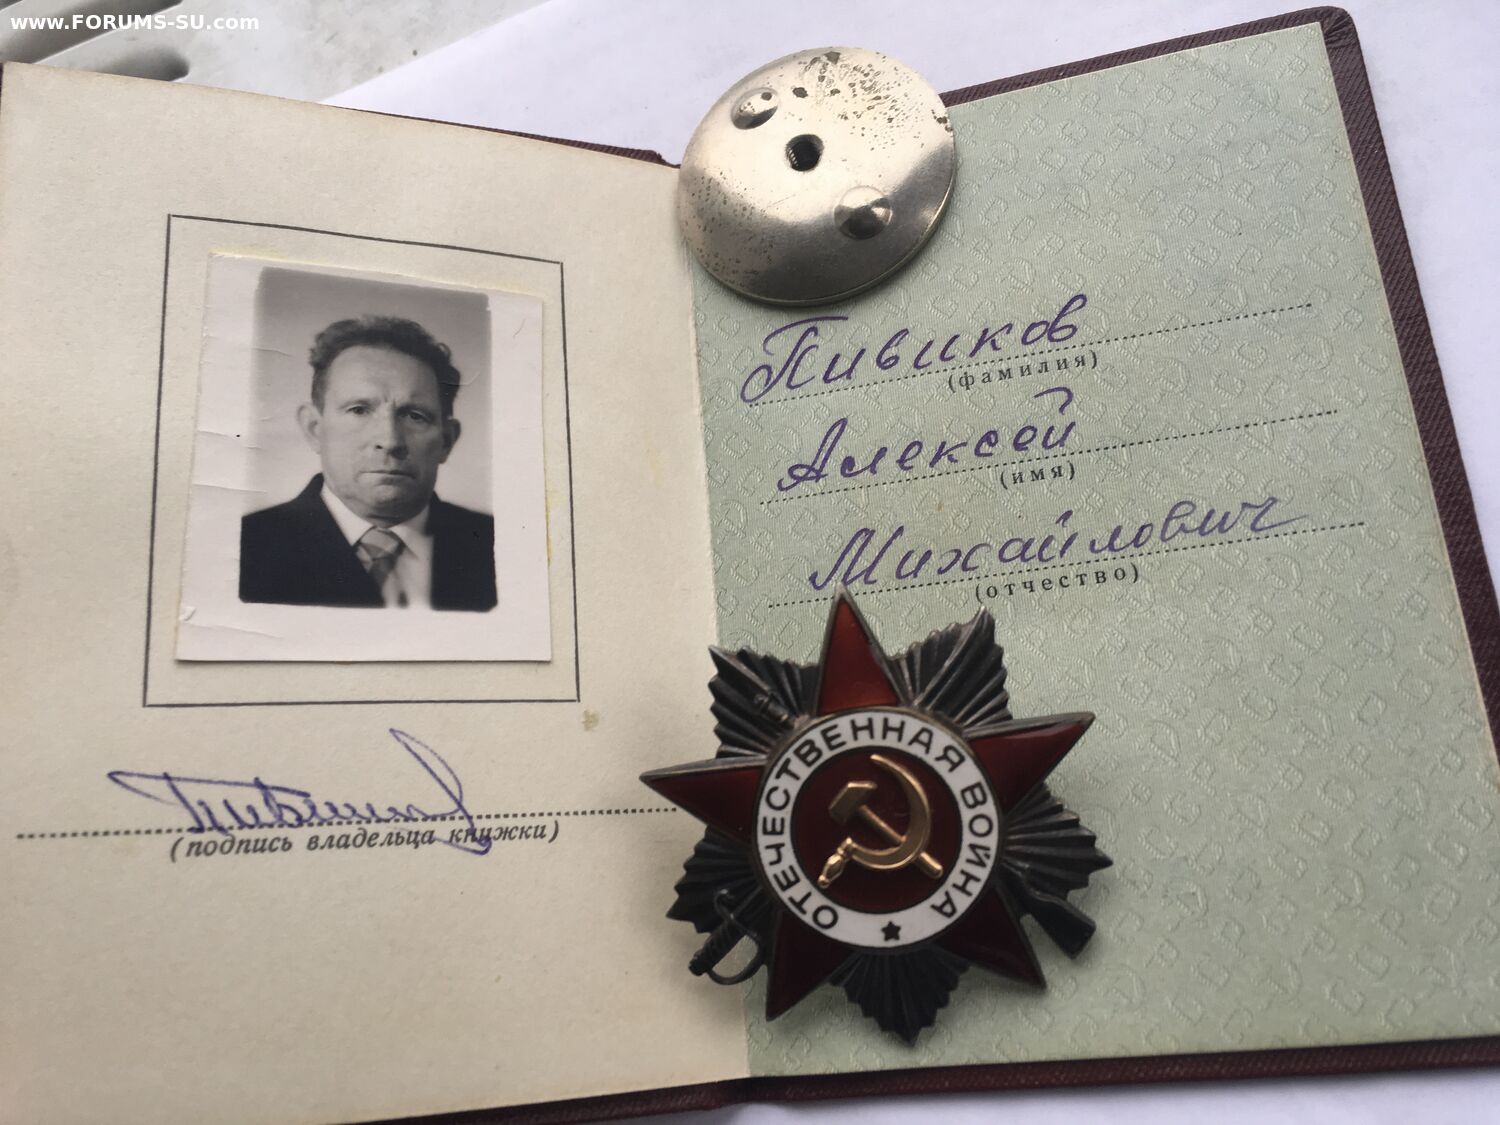 www.FORUMS-SU.com
Пивиков
(фамилия)
Алексей
(имя)
Михайлович
(отчество)
(подпись владельца книжки)
ОТЕЧЕСТВЕННАЯ ВОЙНА